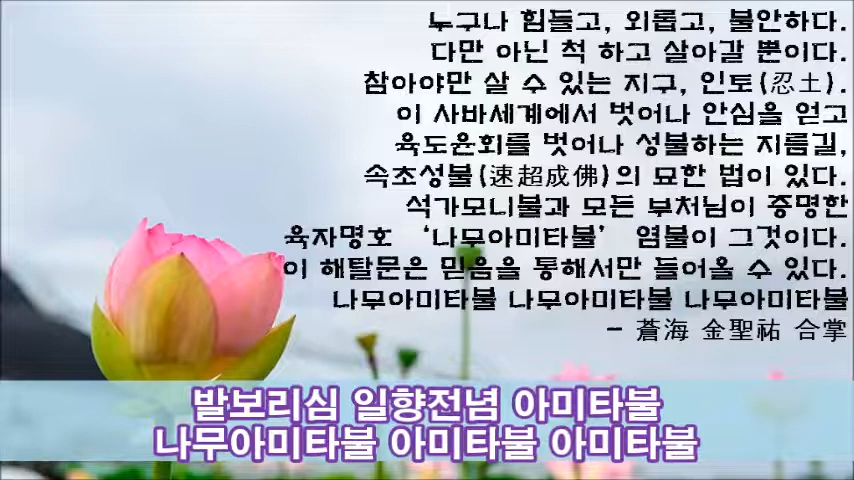 누구나 힘들고, 외롭고, 불안하다.
다만 아닌 척 하고 살아갈 뿐이다.
참아야만 살 수 있는 지구, 인토(忍土).
이 사바세계에서 벗어나 안심을 얻고
육도윤회를 벗어나 성불하는 지름길,
속초성불(速超成佛)의 묘한 법이 있다.
석가모니불과 모든 부처님이 증명한
육자명호 ‘나무아미타불’ 염불이 그것이다.
이 해탈문은 믿음을 통해서만 들어올 수 있다.
나무아미타불 나무아미타불 나무아미타불
- 蒼海 金聖祐 合掌
발보리심 일향전념 아미타불
나무아미타불 아미타불 아미타불